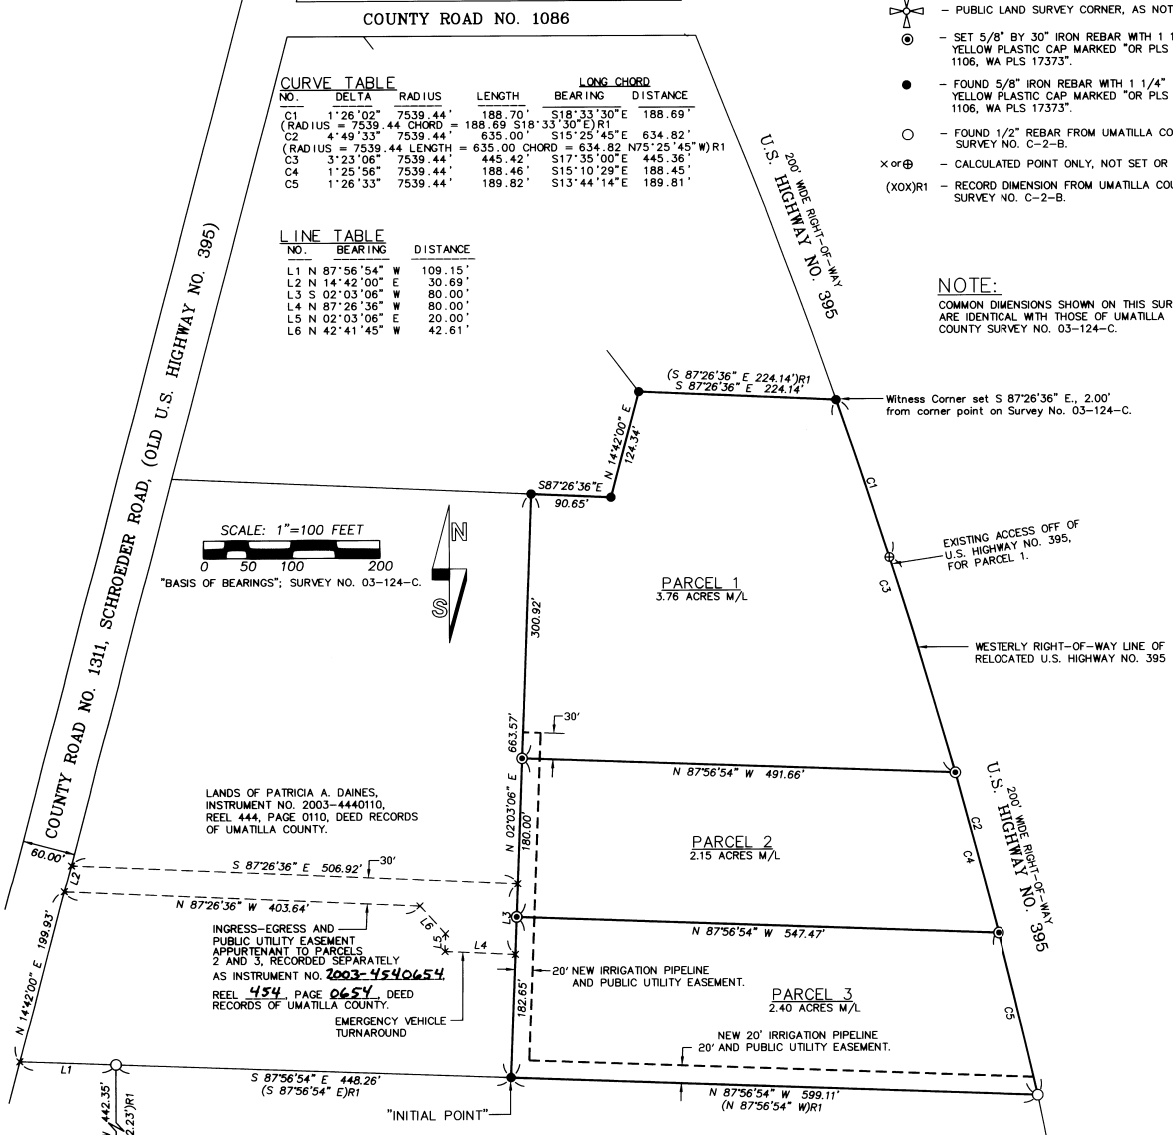 COUNTY ROAD NO. 1086
CURVE TABLE
LONG CHORD
NO. DELTA RADIUS LENGTH BEARING DISTANCE
C1 1°26'02" 7539.44' 188.70' S18°33'30"E 188.69'
(RADIUS = 7539.44 CHORD = 188.69 S18°33'30"E)R1
C2 4°49'33" 7539.44' 635.00' S15°25'45"E 634.82'
(RADIUS = 7539.44 LENGTH = 635.00 CHORD = 634.82 N75°25'45"W)R1
C3 3°23'06" 7539.44' 445.42' S17°35'00"E 445.36'
C4 1°25'56" 7539.44' 188.46' S15°10'29"E 188.45'
C5 1°26'33" 7539.44' 189.82' S13°44'14"E 189.81'
LINE TABLE
NO. BEARING DISTANCE
L1 N 87°56'54" W 109.15'
L2 N 14°42'00" E 30.69'
L3 S 02°03'06" W 80.00'
L4 N 87°26'36" W 80.00'
L5 N 02°03'06" E 20.00'
L6 N 42°41'45" W 42.61'
- PUBLIC LAND SURVEY CORNER, AS NOT
- SET 5/8" BY 30" IRON REBAR WITH 1 1
YELLOW PLASTIC CAP MARKED "OR PLS
1106, WA PLS 17373".
- FOUND 5/8" IRON REBAR WITH 1 1/4"
YELLOW PLASTIC CAP MARKED "OR PLS
1106, WA PLS 17373".
- FOUND 1/2" REBAR FROM UMATILLA CO
SURVEY NO. C-2-B.
X or ⊕ - CALCULATED POINT ONLY, NOT SET OR
(XOX)R1 - RECORD DIMENSION FROM UMATILLA COU
SURVEY NO. C-2-B.
NOTE:
COMMON DIMENSIONS SHOWN ON THIS SUR
ARE IDENTICAL WITH THOSE OF UMATILLA
COUNTY SURVEY NO. 03-124-C.
200' WIDE RIGHT-OF-WAY
U.S. HIGHWAY NO. 395
COUNTY ROAD NO. 1311, SCHROEDER ROAD, (OLD U.S. HIGHWAY NO. 395)
(S 87°26'36" E 224.14')R1
S 87°26'36" E 224.14'
Witness Corner set S 87°26'36" E., 2.00'
from corner point on Survey No. 03-124-C.
N 14°42'00" E
124.34'
S87°26'36"E
90.65'
C1
EXISTING ACCESS OFF OF
U.S. HIGHWAY NO. 395,
FOR PARCEL 1.
C3
SCALE: 1"=100 FEET
0 50 100 200
"BASIS OF BEARINGS"; SURVEY NO. 03-124-C.
N
S
PARCEL 1
3.76 ACRES M/L
300.92'
WESTERLY RIGHT-OF-WAY LINE OF
RELOCATED U.S. HIGHWAY NO. 395
30'
663.57'
N 02°03'06" E
180.00'
N 87°56'54" W 491.66'
200' WIDE RIGHT-OF-WAY
U.S. HIGHWAY NO. 395
C2
C4
LANDS OF PATRICIA A. DAINES,
INSTRUMENT NO. 2003-4440110,
REEL 444, PAGE 0110, DEED RECORDS
OF UMATILLA COUNTY.
PARCEL 2
2.15 ACRES M/L
60.00'
S 87°26'36" E 506.92'
30'
L2
N 87°26'36" W 403.64'
L6
L5
L4
L3
N 87°56'54" W 547.47'
INGRESS-EGRESS AND
PUBLIC UTILITY EASEMENT
APPURTENANT TO PARCELS
2 AND 3, RECORDED SEPARATELY
AS INSTRUMENT NO. 2003-4540654,
REEL 454, PAGE 0654, DEED
RECORDS OF UMATILLA COUNTY.
EMERGENCY VEHICLE
TURNAROUND
20' NEW IRRIGATION PIPELINE
AND PUBLIC UTILITY EASEMENT.
182.65'
PARCEL 3
2.40 ACRES M/L
C5
NEW 20' IRRIGATION PIPELINE
20' AND PUBLIC UTILITY EASEMENT.
N 14°42'00" E 199.93'
L1
S 87°56'54" E 448.26'
(S 87°56'54" E)R1
N 87°56'54" W 599.11'
(N 87°56'54" W)R1
"INITIAL POINT"
W 442.35'
2.23')R1